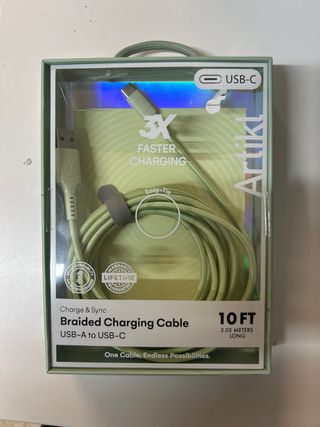 USB-C
Artikl
3X
FASTER
CHARGING
Easy-Tie
LIFETIME
Charge & Sync
Braided Charging Cable
USB-A to USB-C
10 FT
3.05 METERS
LONG
One Cable, Endless Possibilities.